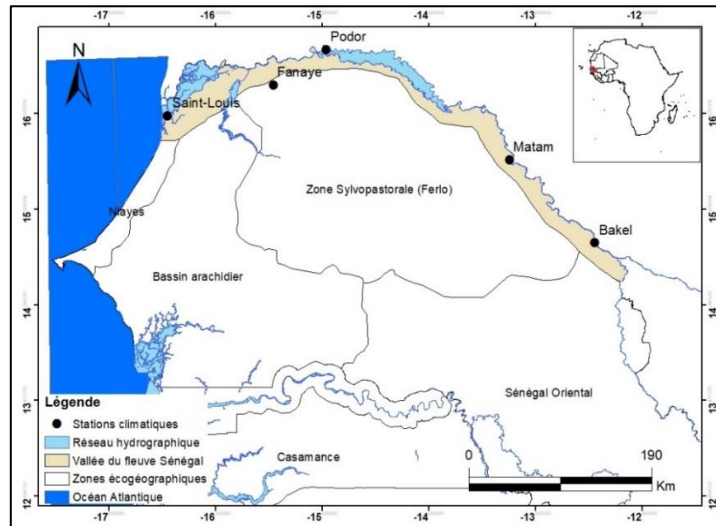 -17 -16 -15 -14 -13 -12
N
Podor
Fanaye
Saint-Louis
16 16
Matam
Zone Sylvopastorale (Ferlo)
15 15
Niayes
Bakel
Bassin arachidier
14 14
Sénégal Oriental
13 13
Légende
Stations climatiques
Réseau hydrographique
Vallée du fleuve Sénégal
Zones écogéographiques
Océan Atlantique
Casamance
0 190
Km
12 12
-17 -16 -15 -14 -13 -12